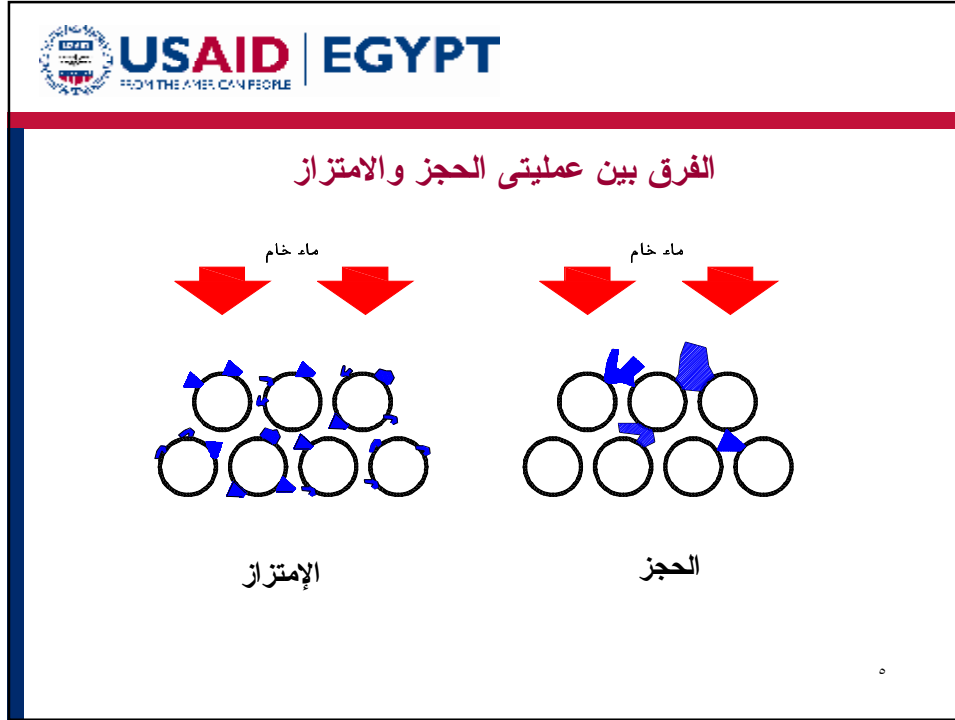 USAID | EGYPT
FROM THE AMERICAN PEOPLE
الفرق بين عمليتى الحجز والامتزاز
ماء خام
ماء خام
الحجز
الإمتزاز
٥